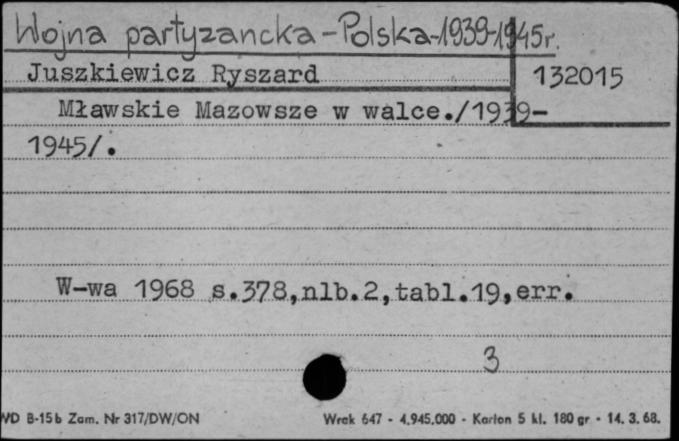 Wojna partyzancka-Polska-1939-1945r.
Juszkiewicz Ryszard 132015
Mławskie Mazowsze w walce./1939-
1945/.
W-wa 1968 s.378,nlb.2,tabl.19,err.
3
WD B-15b Zam. Nr 317/DW/ON Wrak 647 - 4.945.000 - Karton 5 kl. 180 gr - 14. 3. 68.